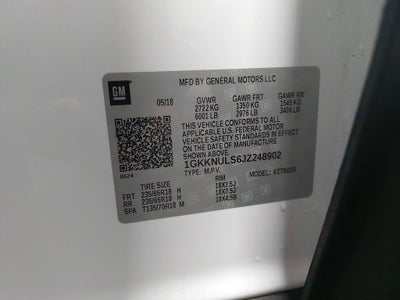 GM
MFD BY GENERAL MOTORS LLC
05/18 GVWR GAWR FRT GAWR RR
2722 KG 1350 KG 1545 KG
6001 LB 2976 LB 3406 LB
THIS VEHICLE CONFORMS TO ALL
APPLICABLE U.S. FEDERAL MOTOR
VEHICLE SAFETY STANDARDS IN
EFFECT ON THE DATE OF
MANUFACTURE SHOWN ABOVE.
1GKKNULS6JZ248902
TYPE: M.P.V. MODEL:
TIRE SIZE RIM
FRT 235/65R18 H 18X7.5J
RR 235/65R18 H 18X7.5J
SPA T135/70R18 M 18X4.5B